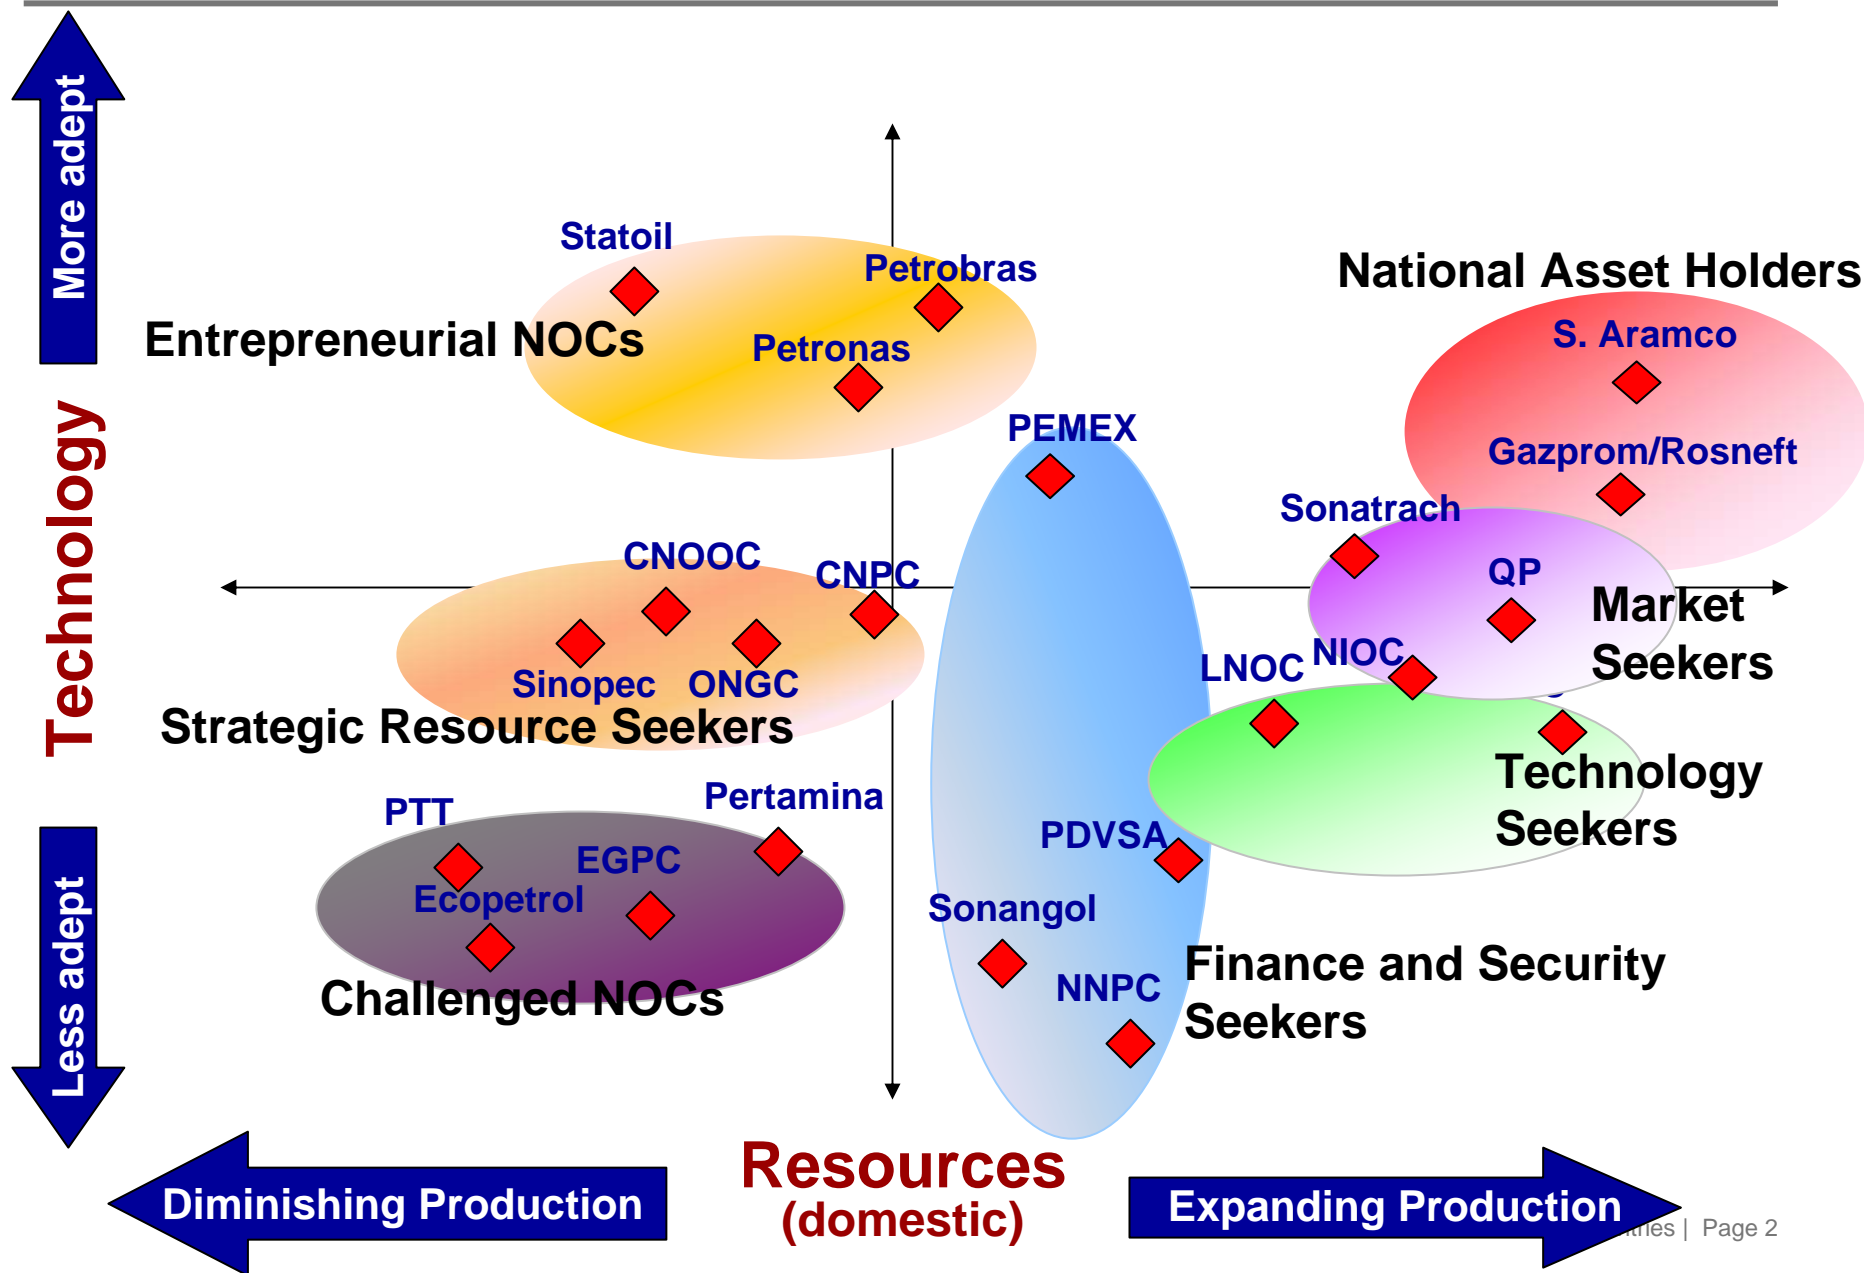 More adept
Statoil
Petrobras
National Asset Holders
Entrepreneurial NOCs
Petronas
S. Aramco
PEMEX
Gazprom/Rosneft
Technology
Sonatrach
CNOOC
CNPC
QP
Market
Seekers
LNOC
NIOC
Sinopec
ONGC
Strategic Resource Seekers
Technology
Seekers
PTT
Pertamina
EGPC
PDVSA
Ecopetrol
Sonangol
Less adept
Challenged NOCs
NNPC
Finance and Security
Seekers
Resources
(domestic)
Diminishing Production
Expanding Production
| Page 2